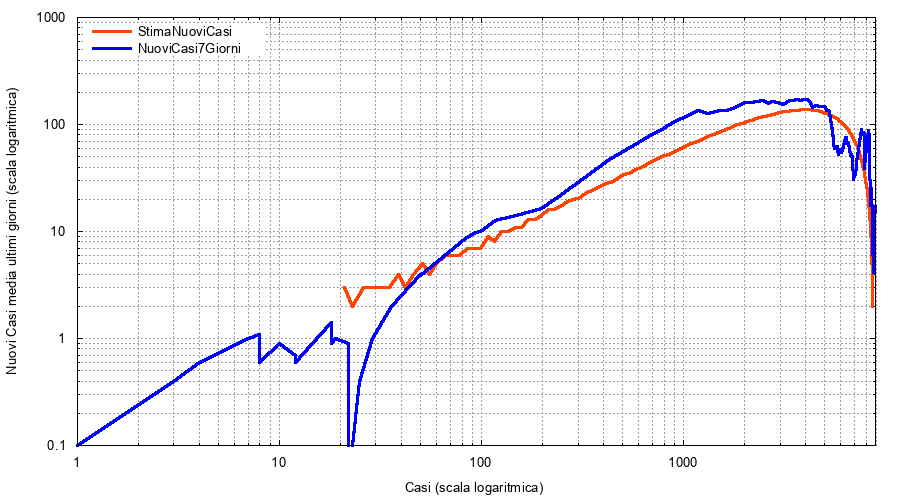 1000
100
10
1
0.1
StimaNuoviCasi
NuoviCasi7Giorni
Nuovi Casi media ultimi giorni (scala logaritmica)
1 10 100 1000
Casi (scala logaritmica)